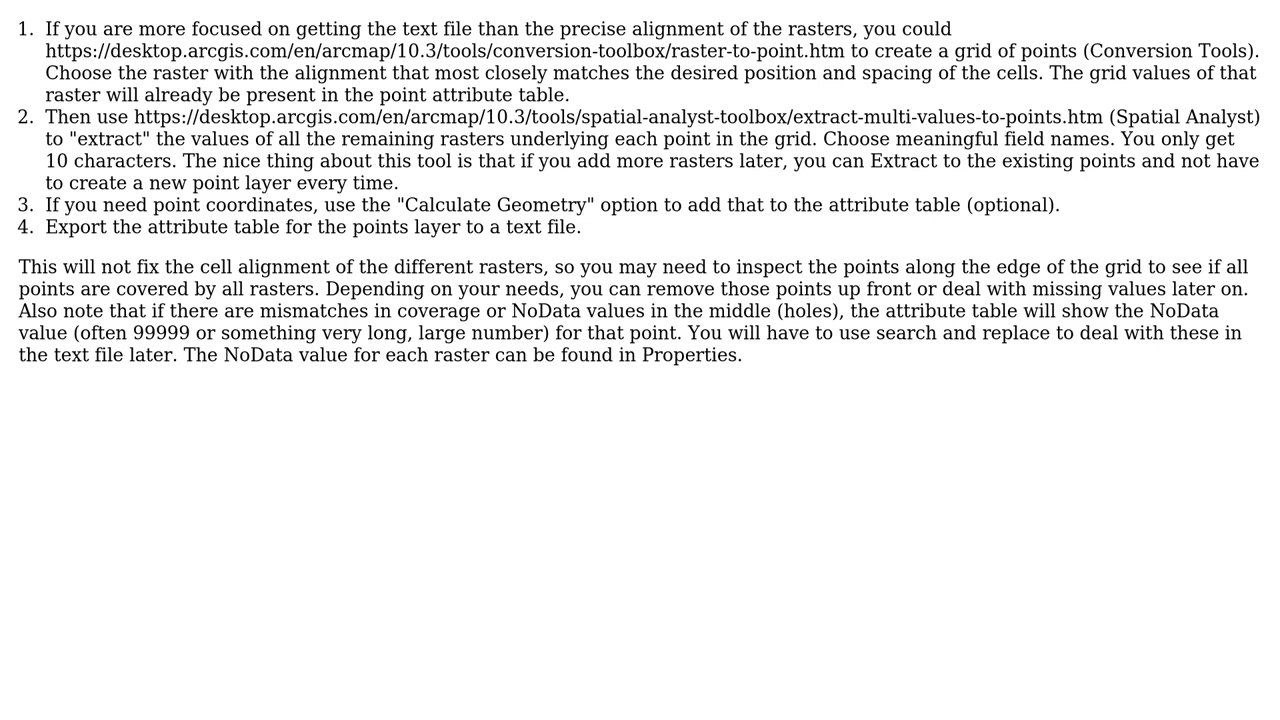 1. If you are more focused on getting the text file than the precise alignment of the rasters, you could
https://desktop.arcgis.com/en/arcmap/10.3/tools/conversion-toolbox/raster-to-point.htm to create a grid of points (Conversion Tools).
Choose the raster with the alignment that most closely matches the desired position and spacing of the cells. The grid values of that
raster will already be present in the point attribute table.
2. Then use https://desktop.arcgis.com/en/arcmap/10.3/tools/spatial-analyst-toolbox/extract-multi-values-to-points.htm (Spatial Analyst)
to "extract" the values of all the remaining rasters underlying each point in the grid. Choose meaningful field names. You only get
10 characters. The nice thing about this tool is that if you add more rasters later, you can Extract to the existing points and not have
to create a new point layer every time.
3. If you need point coordinates, use the "Calculate Geometry" option to add that to the attribute table (optional).
4. Export the attribute table for the points layer to a text file.
This will not fix the cell alignment of the different rasters, so you may need to inspect the points along the edge of the grid to see if all
points are covered by all rasters. Depending on your needs, you can remove those points up front or deal with missing values later on.
Also note that if there are mismatches in coverage or NoData values in the middle (holes), the attribute table will show the NoData
value (often 99999 or something very long, large number) for that point. You will have to use search and replace to deal with these in
the text file later. The NoData value for each raster can be found in Properties.